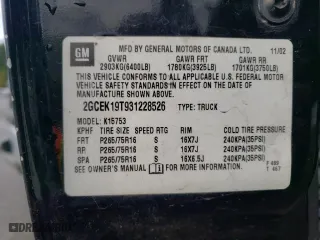 GM
MFD BY GENERAL MOTORS OF CANADA LTD. 11/02
GVWR GAWR FRT GAWR RR
2903KG(6400LB) 1780KG(3925LB) 1701KG(3750LB)
THIS VEHICLE CONFORMS TO ALL APPLICABLE U.S. FEDERAL
MOTOR VEHICLE SAFETY STANDARDS IN EFFECT ON THE DATE OF
MANUFACTURE SHOWN ABOVE.
2GCEK19T931228526 TYPE: TRUCK
MODEL: K15753
KPHF TIRE SIZE SPEED RTG RIM COLD TIRE PRESSURE
FRT P265/75R16 S 16X7J 240KPA(35PSI)
RR P265/75R16 S 16X7J 240KPA(35PSI)
SPA P265/75R16 S 16X6.5J 240KPA(35PSI)
SEE OWNER'S MANUAL